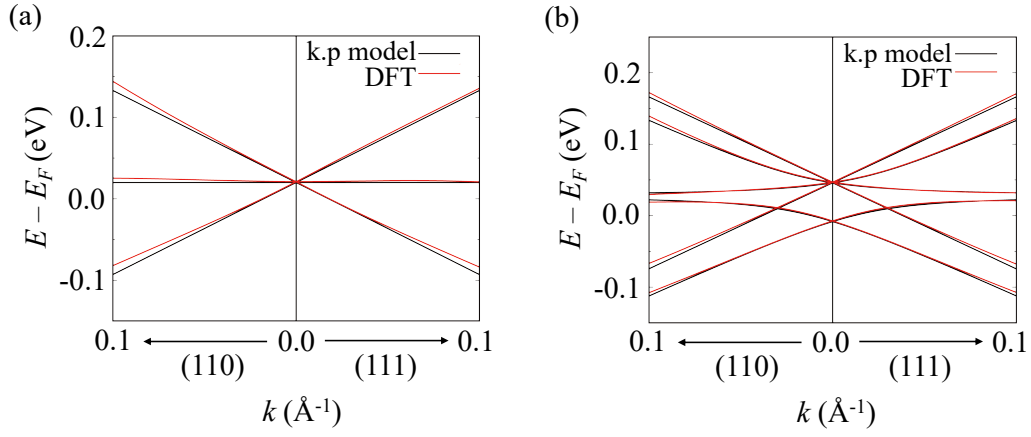 (a)
0.2
k.p model
DFT
0.1
0.0
-0.1
E – E_F (eV)
0.1 0.0 0.1
(110) (111)
k (Å⁻¹)
(b)
0.2
k.p model
DFT
0.1
0.0
-0.1
E – E_F (eV)
0.1 0.0 0.1
(110) (111)
k (Å⁻¹)